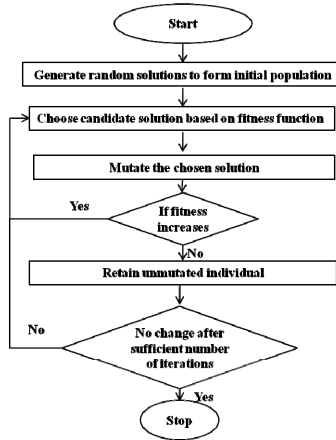 Start
Generate random solutions to form initial population
Choose candidate solution based on fitness function
Mutate the chosen solution
Yes
If fitness
increases
No
Retain unmutated individual
No
No change after
sufficient number
of iterations
Yes
Stop